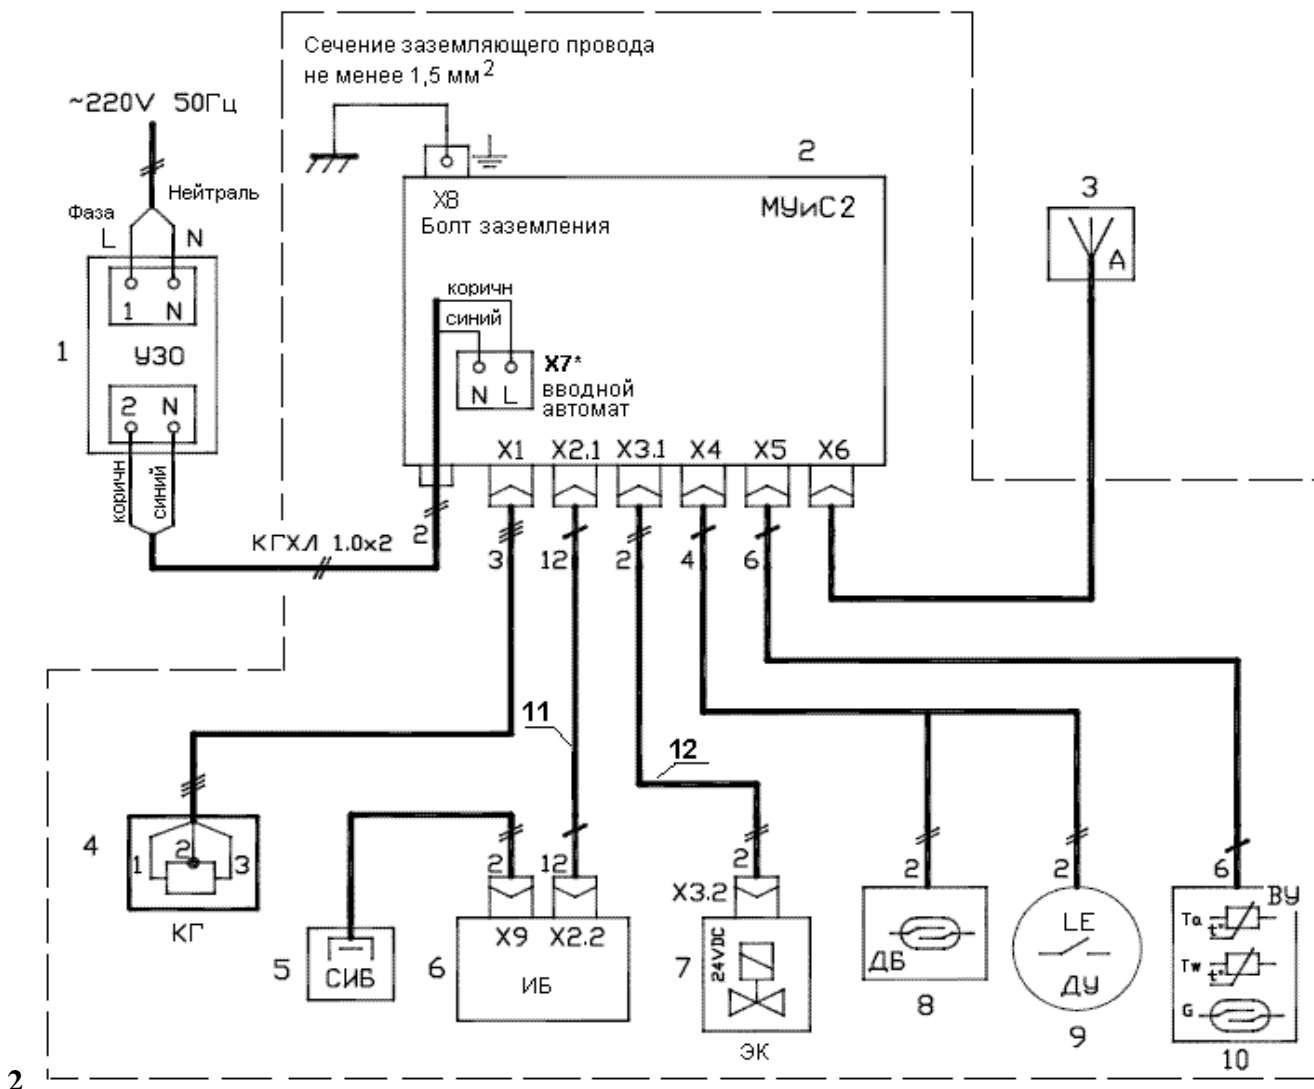 Сечение заземляющего провода
не менее 1,5 мм2
~220V 50Гц
Нейтраль
Фаза
L N
1 N
1
УЗО
2 N
коричн
синий
КГХЛ 1.0x2
2
X8
Болт заземления
МУиС2
коричн
синий
X7*
N L
вводной
автомат
X1 X2.1 X3.1 X4 X5 X6
2 3 12 2 4 6
3
A
11
12
4
1 2 3
КГ
5
СИБ
6
2 12
X9 X2.2
ИБ
2
X3.2
7
24VDC
ЭК
2
ДБ
8
2
LE
ДУ
9
6
ВУ
Ta
t°
Tw
t°
G
10
2